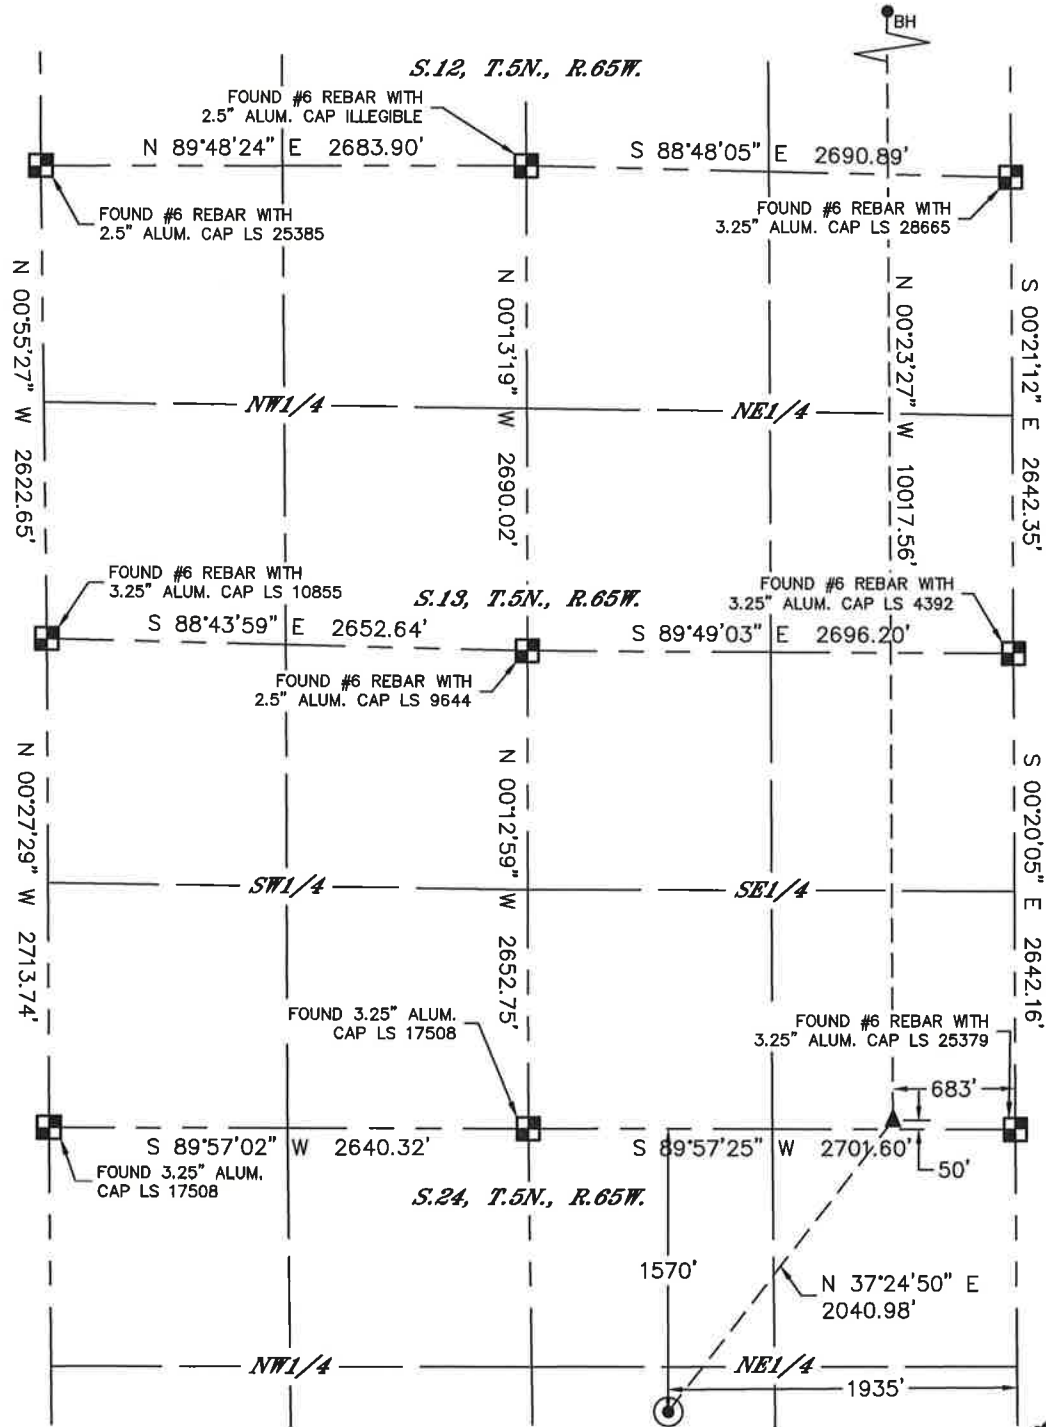 BH
S.12, T.5N., R.65W.
FOUND #6 REBAR WITH
2.5" ALUM. CAP ILLEGIBLE
N 89°48'24" E 2683.90'
S 88°48'05" E 2690.89'
FOUND #6 REBAR WITH
2.5" ALUM. CAP LS 25385
FOUND #6 REBAR WITH
3.25" ALUM. CAP LS 28665
N 00°55'27" W 2622.65'
N 00°13'19" W 2690.02'
N 00°23'27" W 10017.56'
S 00°21'12" E 2642.35'
NW1/4
NE1/4
FOUND #6 REBAR WITH
3.25" ALUM. CAP LS 10855
S.13, T.5N., R.65W.
FOUND #6 REBAR WITH
3.25" ALUM. CAP LS 4392
S 88°43'59" E 2652.64'
S 89°49'03" E 2696.20'
FOUND #6 REBAR WITH
2.5" ALUM. CAP LS 9644
N 00°27'29" W 2713.74'
N 00°12'59" W 2652.75'
S 00°20'05" E 2642.16'
SW1/4
SE1/4
FOUND 3.25" ALUM.
CAP LS 17508
FOUND #6 REBAR WITH
3.25" ALUM. CAP LS 25379
683'
S 89°57'02" W 2640.32'
S 89°57'25" W 2701.60'
50'
FOUND 3.25" ALUM.
CAP LS 17508
S.24, T.5N., R.65W.
1570'
N 37°24'50" E
2040.98'
NW1/4
NE1/4
1935'